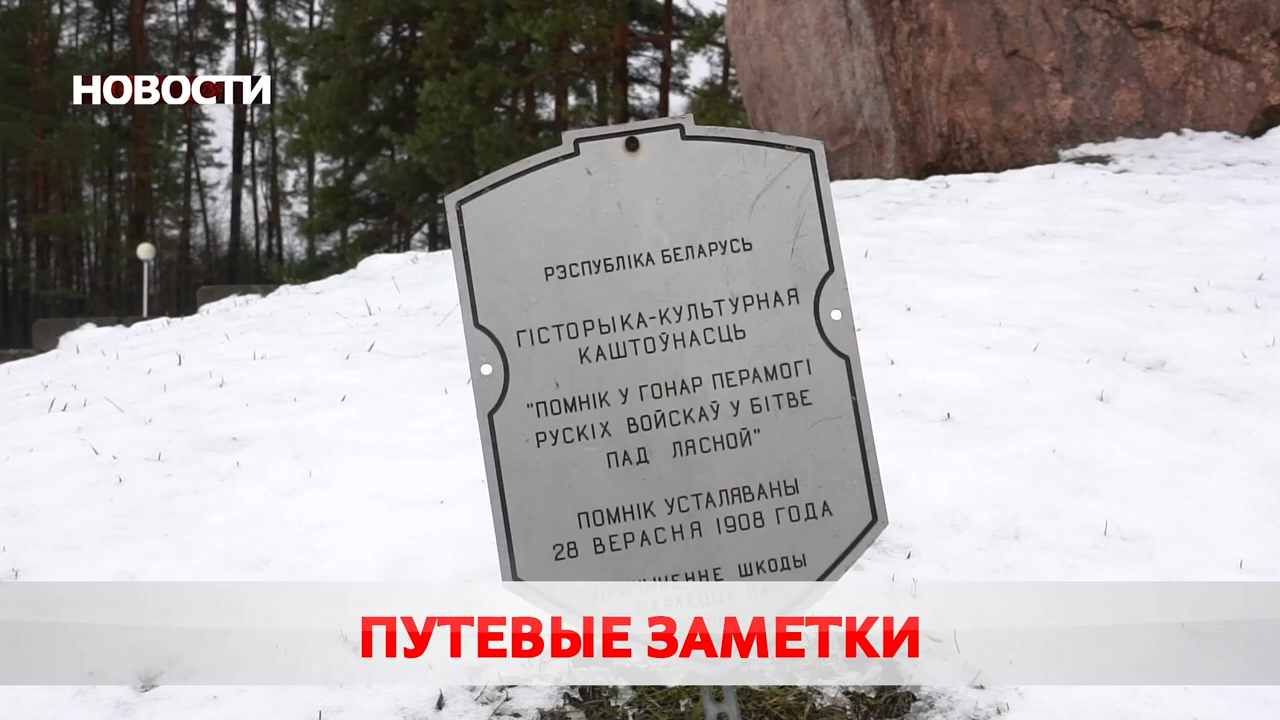 НОВОСТИ
РЭСПУБЛІКА БЕЛАРУСЬ
ГІСТОРЫКА-КУЛЬТУРНАЯ
КАШТОЎНАСЦЬ
"ПОМНІК У ГОНАР ПЕРАМОГІ
РУСКІХ ВОЙСКАЎ У БІТВЕ
ПАД ЛЯСНОЙ"
ПОМНІК УСТАЛЯВАНЫ
28 ВЕРАСНЯ 1908 ГОДА
ШКОДЫ
ПУТЕВЫЕ ЗАМЕТКИ